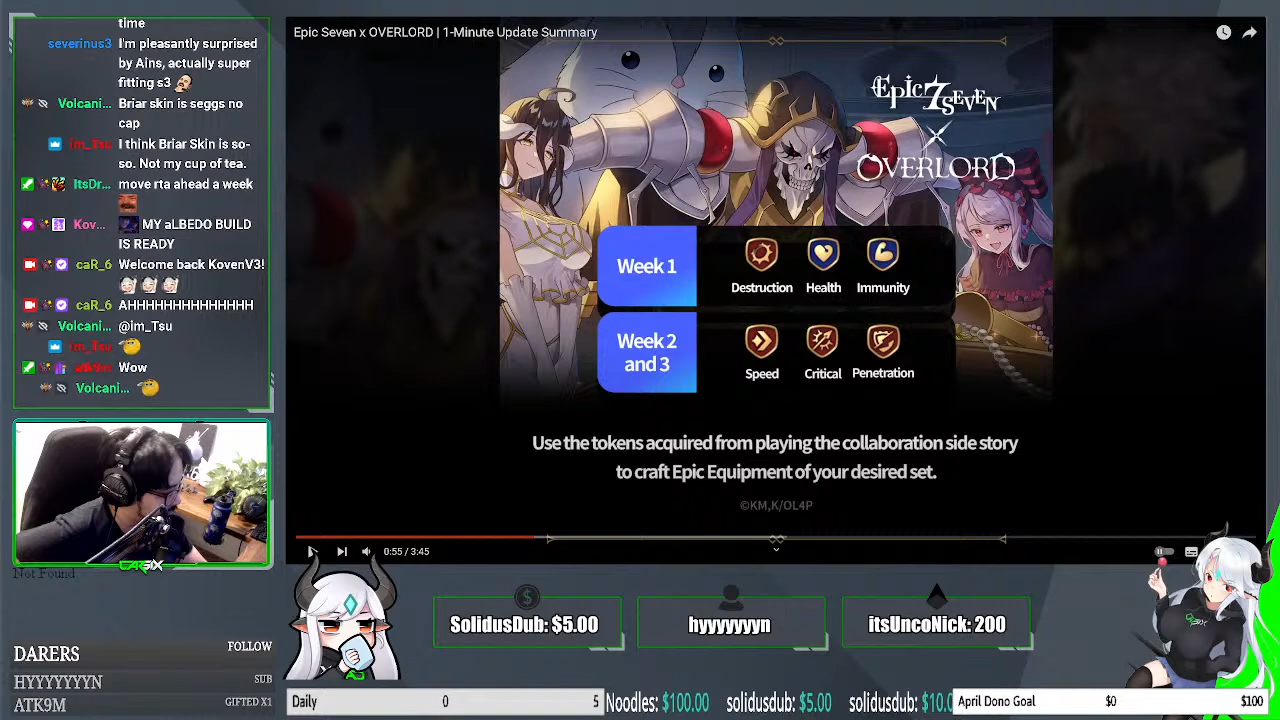 time
severinus3 I'm pleasantly surprised
by Ains, actually super
fitting s3
Volcani... Briar skin is seggs no
cap
im_Tsu I think Briar Skin is so-
so. Not my cup of tea.
ItsDr... move rta ahead a week
Kov... MY aLBEDO BUILD
IS READY
caR_6 Welcome back KovenV3!
caR_6 AHHHHHHHHHHHHHH
Volcani... @im_Tsu
im_Tsu
Wow
Volcani...
CARSIX
Not Found
DARERS FOLLOW
HYYYYYYN SUB
ATK9M GIFTED X1
Epic Seven x OVERLORD | 1-Minute Update Summary
Epic 7 SEVEN
X
OVERLORD
Week 1
Destruction Health Immunity
Week 2
and 3
Speed Critical Penetration
Use the tokens acquired from playing the collaboration side story
to craft Epic Equipment of your desired set.
©KM,K/OL4P
0:55 / 3:45
SolidusDub: $5.00
hyyyyyyn
itsUncoNick: 200
Daily 0 5
Noodles: $100.00 solidusdub: $5.00 solidusdub: $10.0
April Dono Goal $0 $100